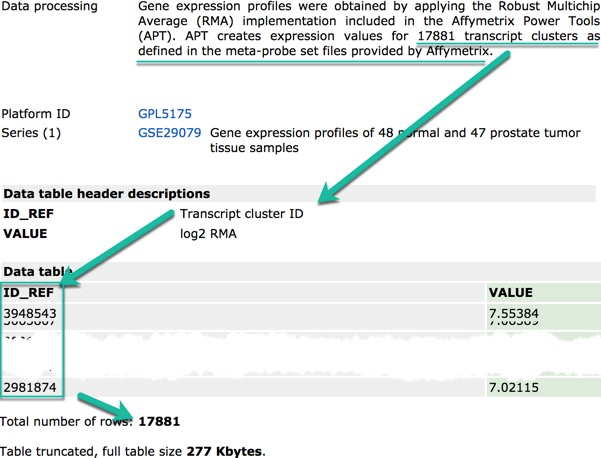 Data processing Gene expression profiles were obtained by applying the Robust Multichip
Average (RMA) implementation included in the Affymetrix Power Tools
(APT). APT creates expression values for 17881 transcript clusters as
defined in the meta-probe set files provided by Affymetrix.
Platform ID GPL5175
Series (1) GSE29079 Gene expression profiles of 48 normal and 47 prostate tumor
tissue samples
Data table header descriptions
ID_REF Transcript cluster ID
VALUE log2 RMA
Data table
ID_REF VALUE
3948543 7.55384
2981874 7.02115
Total number of rows: 17881
Table truncated, full table size 277 Kbytes.